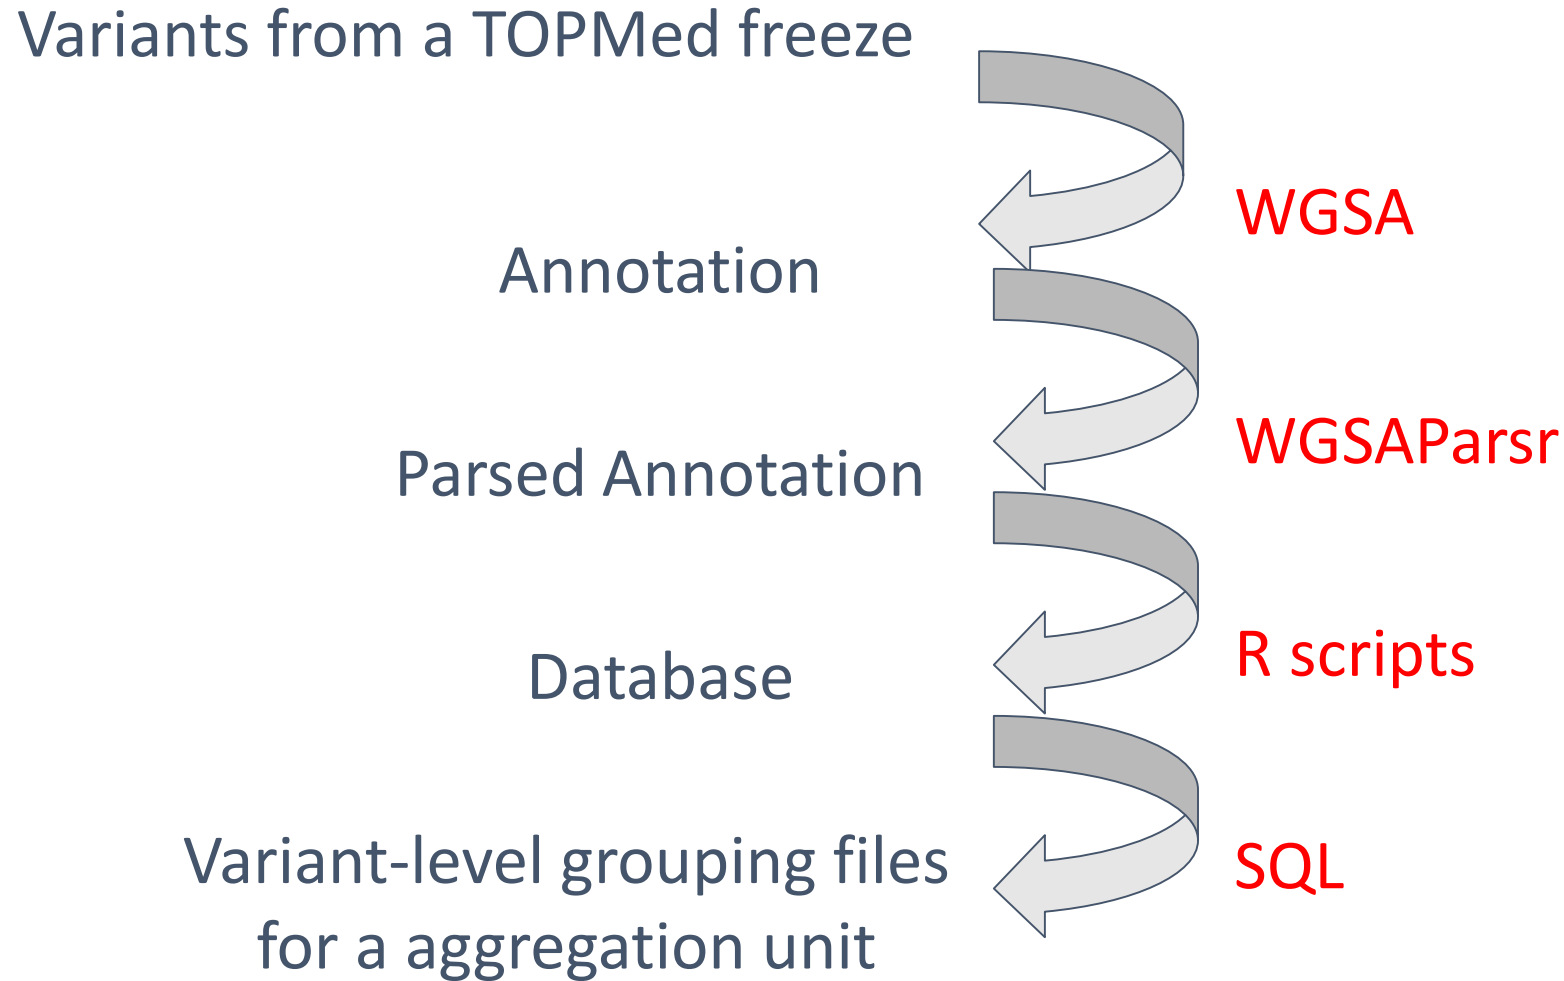 Variants from a TOPMed freeze
WGSA
Annotation
WGSAParsr
Parsed Annotation
R scripts
Database
SQL
Variant-level grouping files
for a aggregation unit